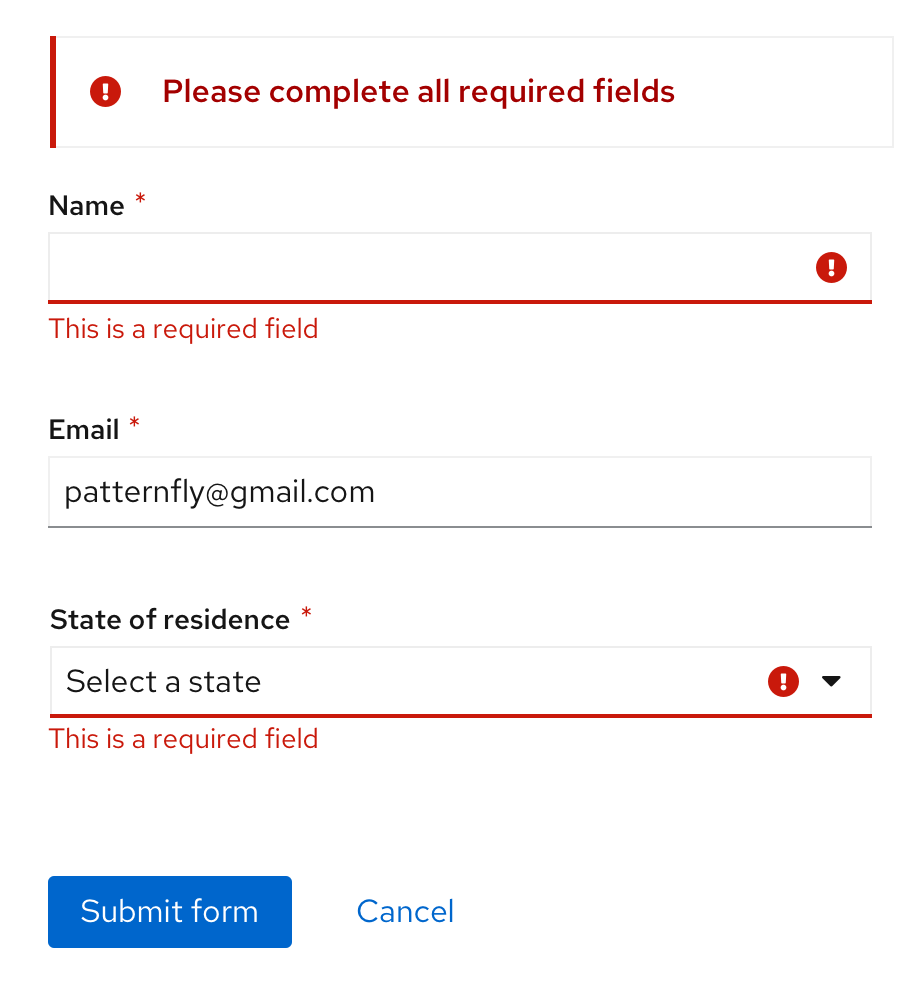 Please complete all required fields
Name *
This is a required field
Email *
patternfly@gmail.com
State of residence *
Select a state
This is a required field
Submit form
Cancel